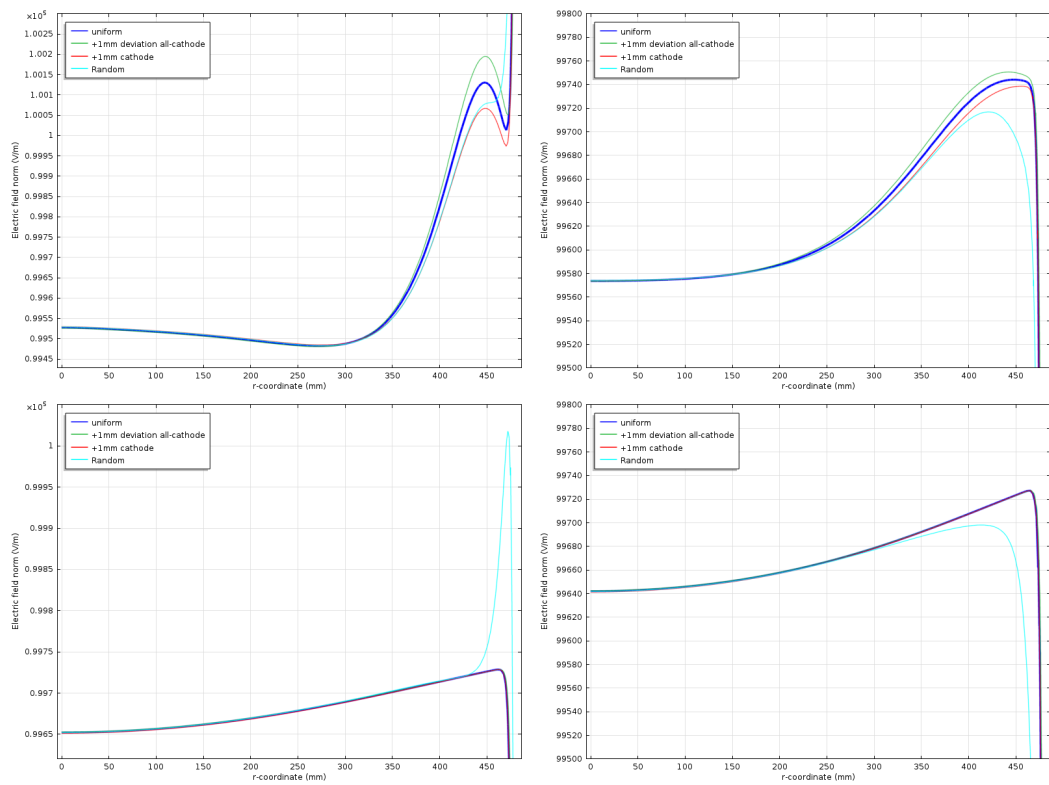 ×10⁵
1.0025
1.002
1.0015
1.001
1.0005
1
0.9995
0.999
0.9985
0.998
0.9975
0.997
0.9965
0.996
0.9955
0.995
0.9945
Electric field norm (V/m)
uniform
+1mm deviation all-cathode
+1mm cathode
Random
0 50 100 150 200 250 300 350 400 450
r-coordinate (mm)
99800
99780
99760
99740
99720
99700
99680
99660
99640
99620
99600
99580
99560
99540
99520
99500
Electric field norm (V/m)
uniform
+1mm deviation all-cathode
+1mm cathode
Random
0 50 100 150 200 250 300 350 400 450
r-coordinate (mm)
×10⁵
1
0.9995
0.999
0.9985
0.998
0.9975
0.997
0.9965
Electric field norm (V/m)
uniform
+1mm deviation all-cathode
+1mm cathode
Random
0 50 100 150 200 250 300 350 400 450
r-coordinate (mm)
99800
99780
99760
99740
99720
99700
99680
99660
99640
99620
99600
99580
99560
99540
99520
99500
Electric field norm (V/m)
uniform
+1mm deviation all-cathode
+1mm cathode
Random
0 50 100 150 200 250 300 350 400 450
r-coordinate (mm)